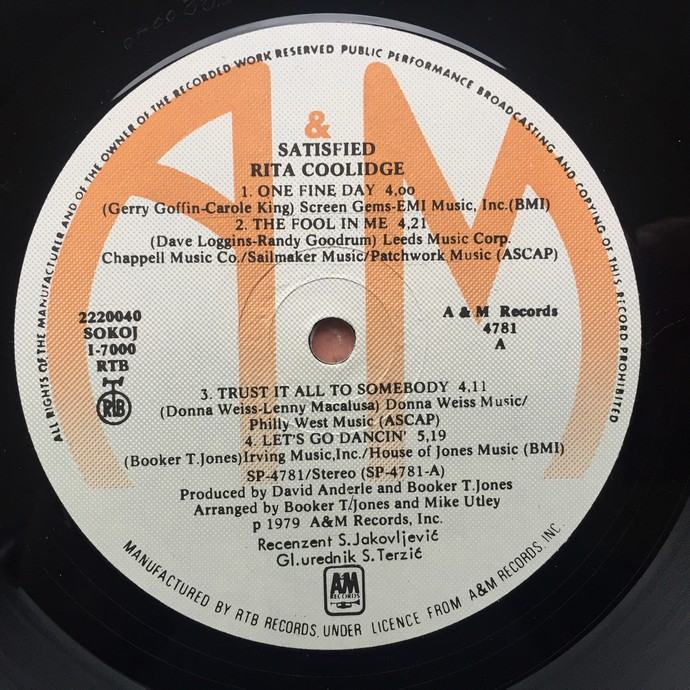 ALL RIGHTS OF THE MANUFACTURER AND OF THE OWNER OF THE RECORDED WORK RESERVED PUBLIC PERFORMANCE BROADCASTING AND COPYING OF THIS RECORD PROHIBITED
A&M
&
SATISFIED
RITA COOLIDGE
1. ONE FINE DAY 4,00
(Gerry Goffin-Carole King) Screen Gems-EMI Music, Inc.(BMI)
2. THE FOOL IN ME 4,21
(Dave Loggins-Randy Goodrum) Leeds Music Corp.
Chappell Music Co./Sailmaker Music/Patchwork Music (ASCAP)
2220040
SOKOJ
I-7000
RTB
RTB
A & M Records
4781
A
3. TRUST IT ALL TO SOMEBODY 4,11
(Donna Weiss-Lenny Macalusa) Donna Weiss Music/
Philly West Music (ASCAP)
4. LET'S GO DANCIN' 5,19
(Booker T.Jones)Irving Music,Inc./House of Jones Music (BMI)
SP-4781/Stereo (SP-4781-A)
Produced by David Anderle and Booker T.Jones
Arranged by Booker T/Jones and Mike Utley
p 1979 A&M Records, Inc.
Recenzent S.Jakovljević
Gl.urednik S.Terzić
A&M
RECORDS
MANUFACTURED BY RTB RECORDS, UNDER LICENCE FROM A&M RECORDS INC.